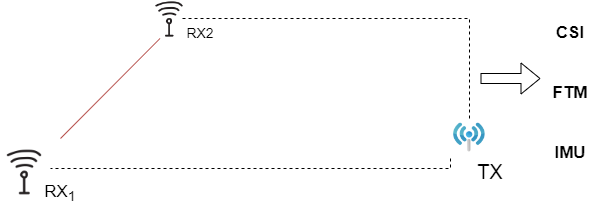 RX2
CSI
FTM
IMU
TX
RX₁